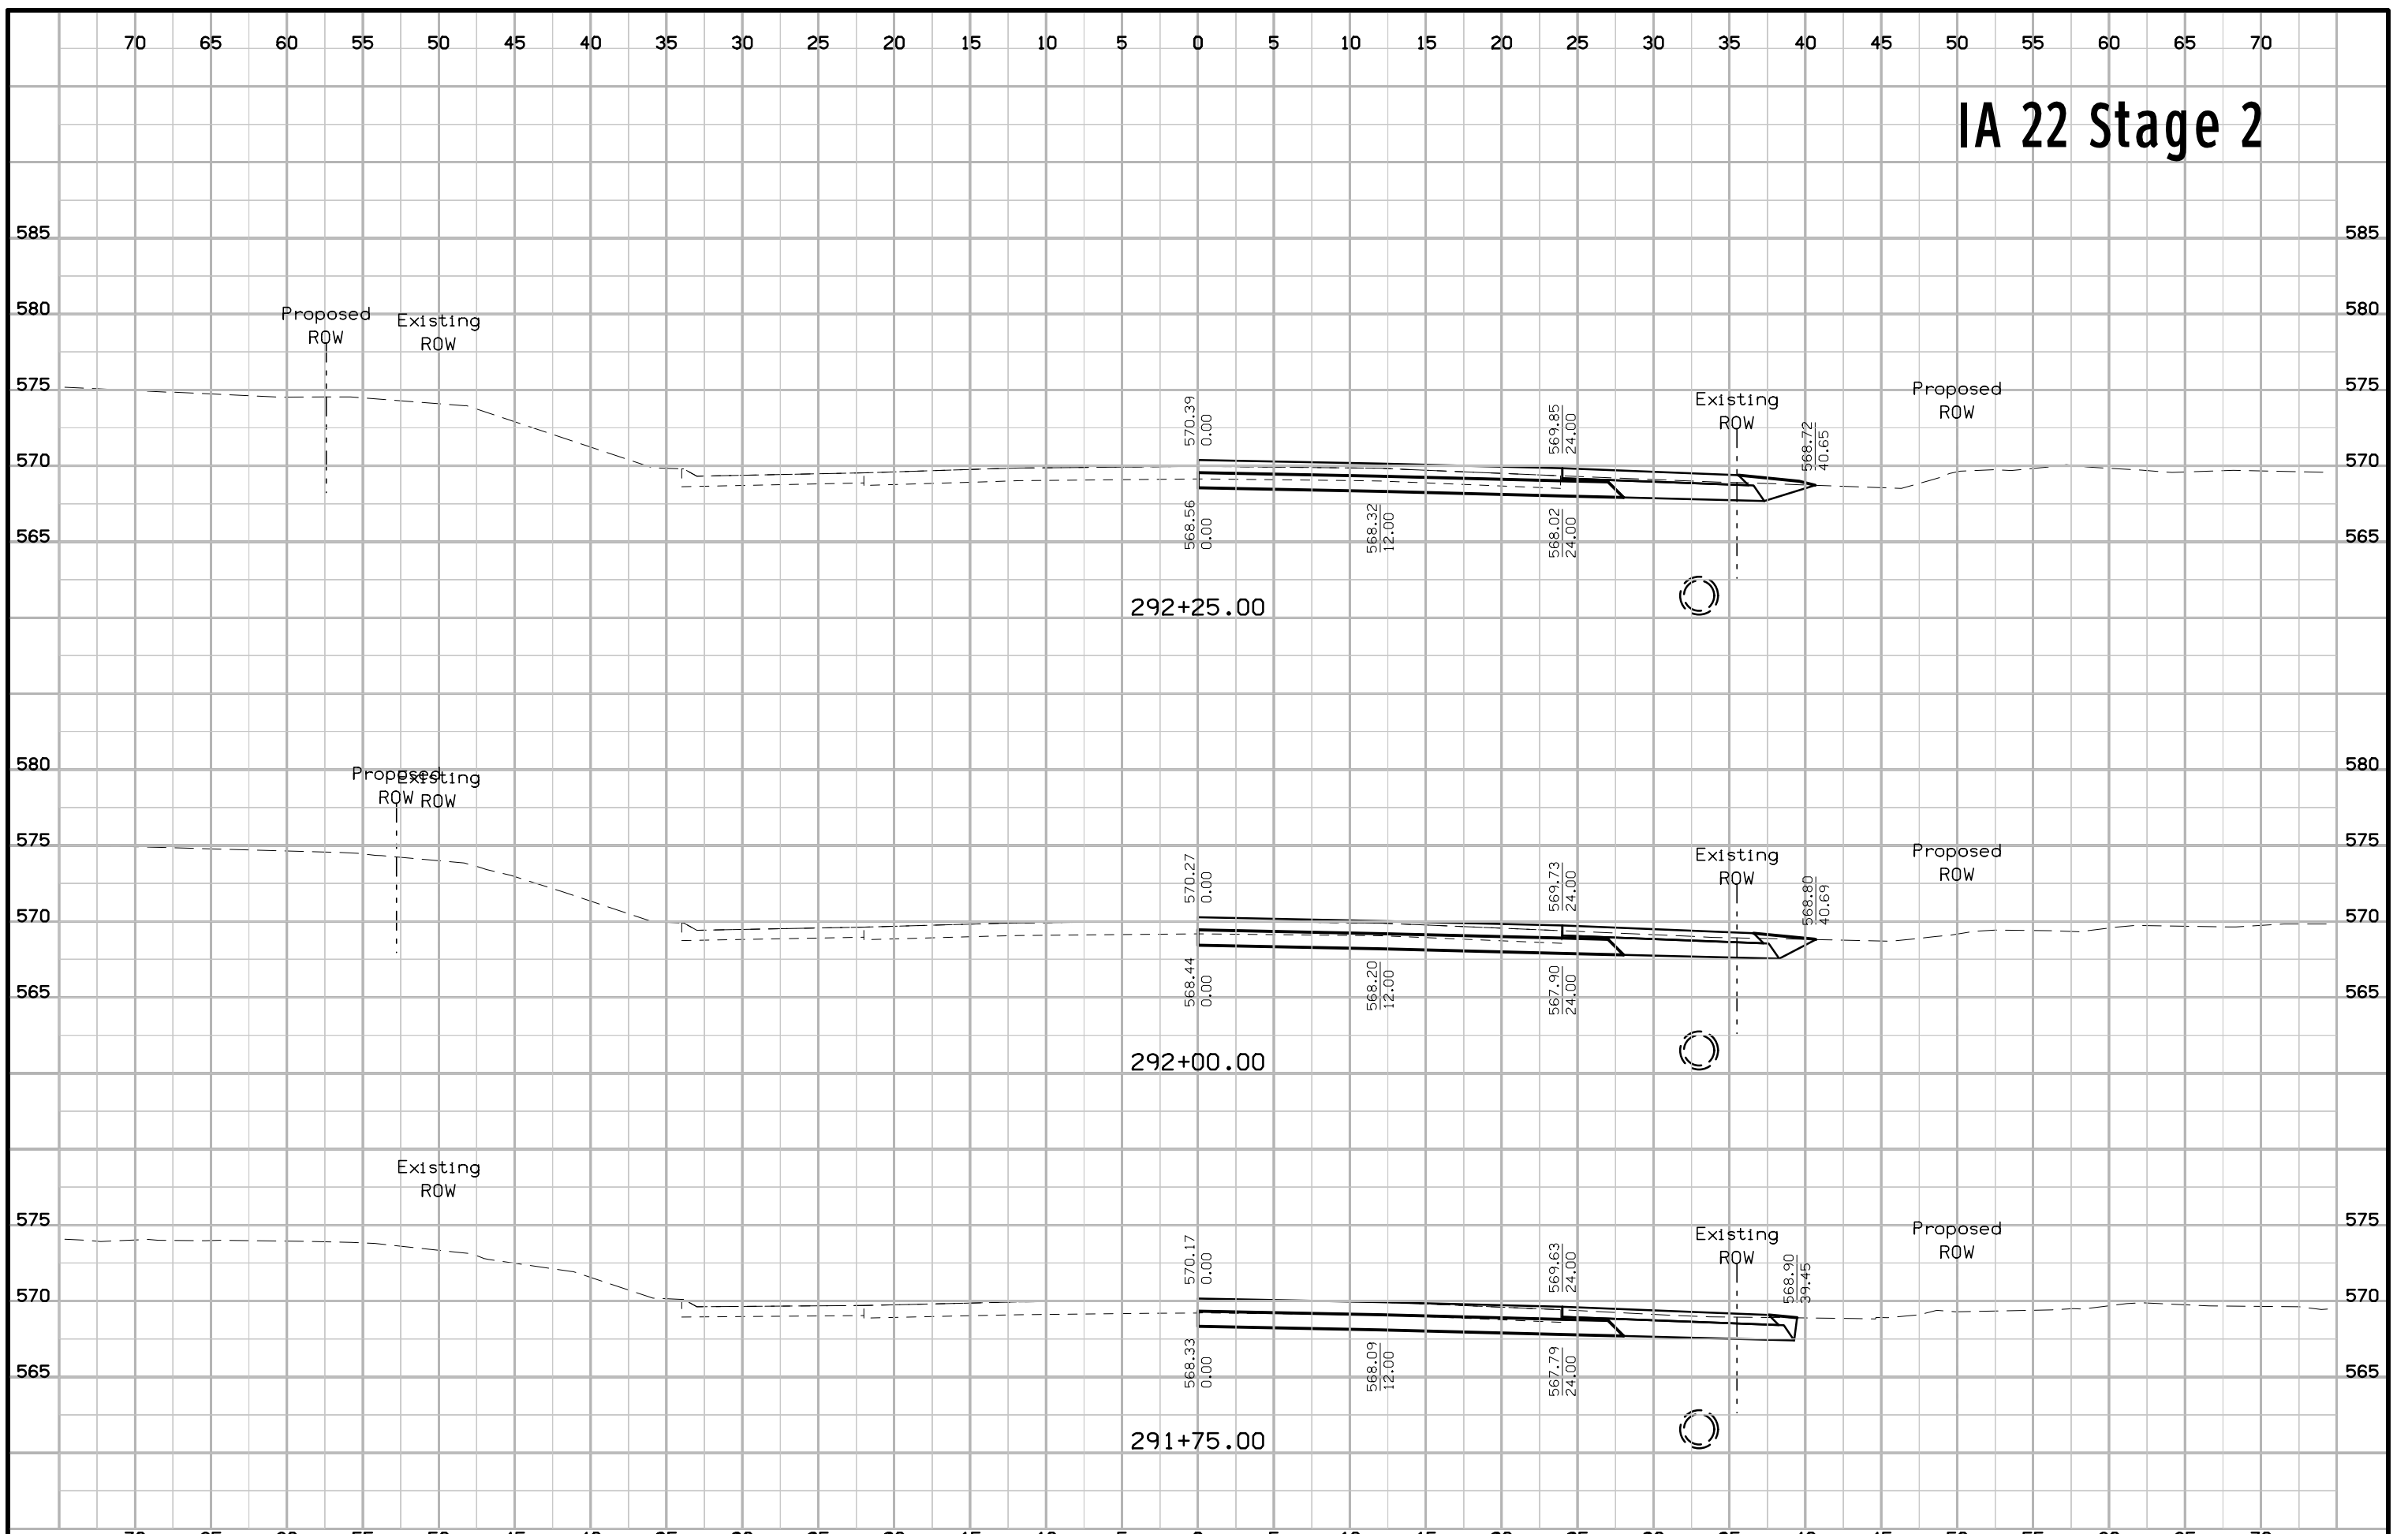 70 65 60 55 50 45 40 35 30 25 20 15 10 5 0 5 10 15 20 25 30 35 40 45 50 55 60 65 70
IA 22 Stage 2
585 585
580 580
Proposed
ROW
Existing
ROW
575 575
570.39
0.00
569.85
24.00
Existing
ROW
568.72
40.65
Proposed
ROW
570 570
565 565
568.56
0.00
568.32
12.00
568.02
24.00
292+25.00
580 580
Proposed
ROW
Existing
ROW
575 575
570.27
0.00
569.73
24.00
Existing
ROW
568.80
40.69
Proposed
ROW
570 570
565 565
568.44
0.00
568.20
12.00
567.90
24.00
292+00.00
Existing
ROW
575 575
570.17
0.00
569.63
24.00
Existing
ROW
568.90
39.45
Proposed
ROW
570 570
565 565
568.33
0.00
568.09
12.00
567.79
24.00
291+75.00